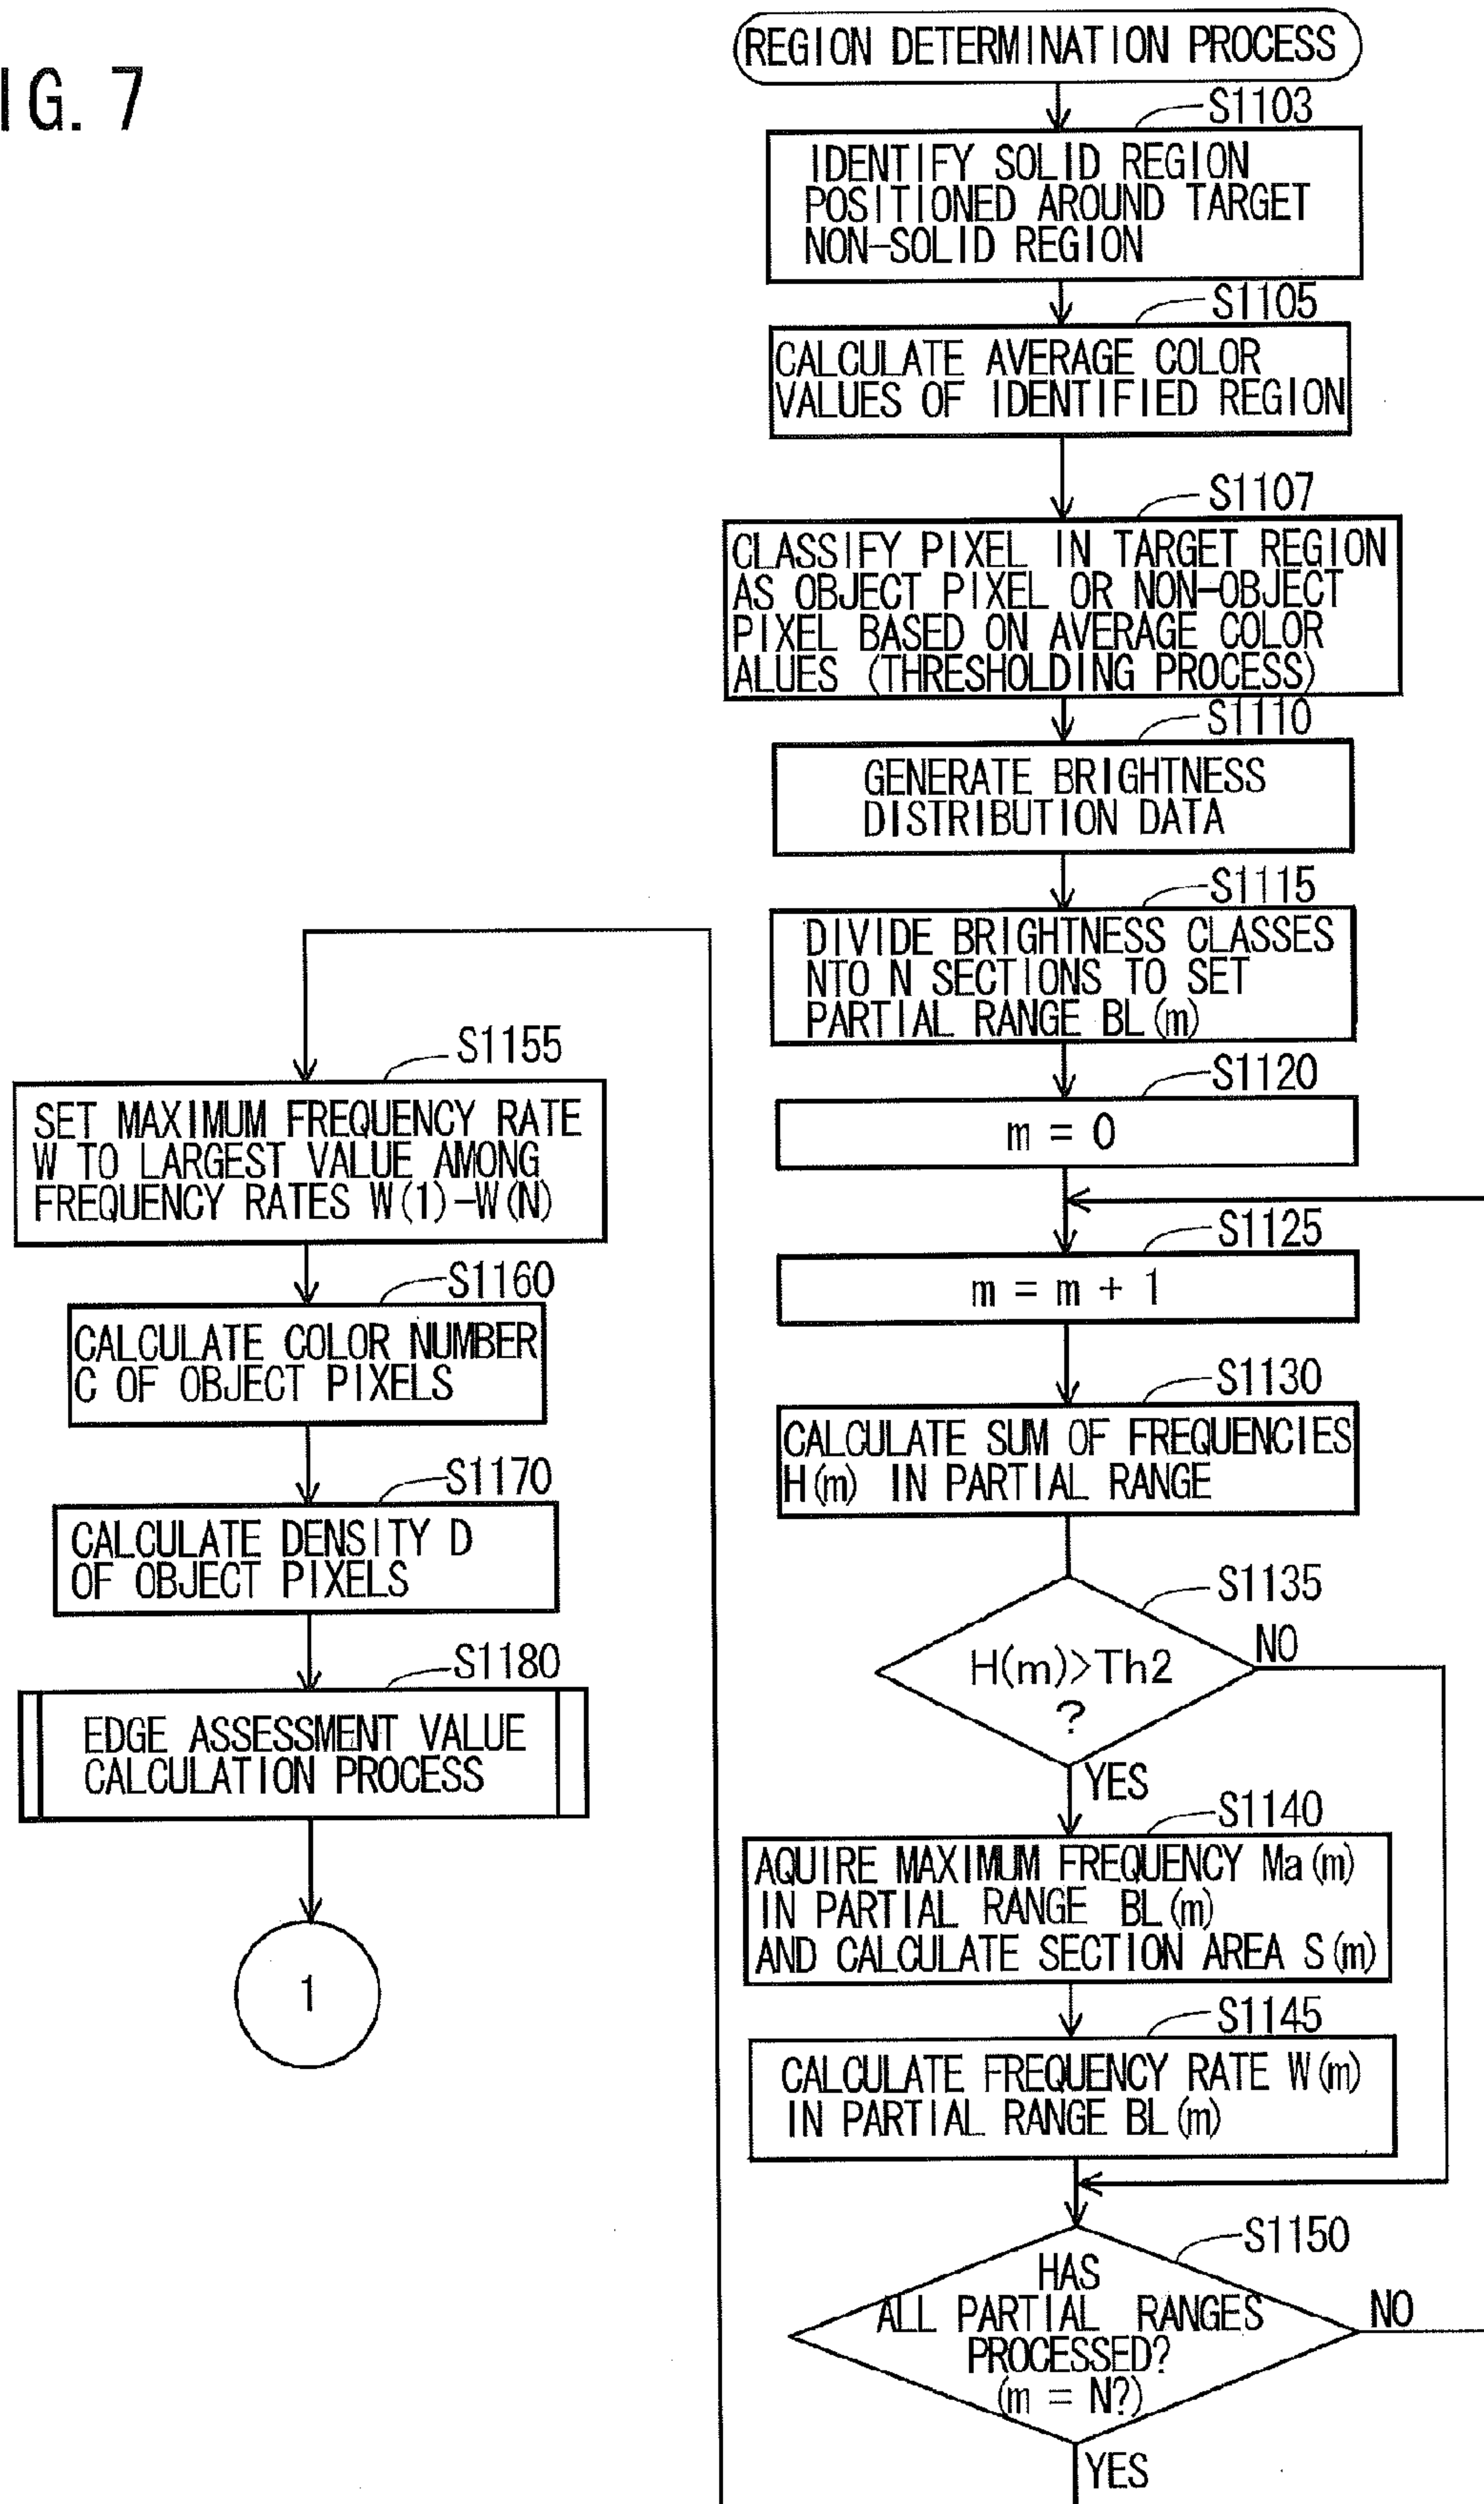 IG. 7
REGION DETERMINATION PROCESS
S1103
IDENTIFY SOLID REGION
POSITIONED AROUND TARGET
NON-SOLID REGION
S1105
CALCULATE AVERAGE COLOR
VALUES OF IDENTIFIED REGION
S1107
CLASSIFY PIXEL IN TARGET REGION
AS OBJECT PIXEL OR NON-OBJECT
PIXEL BASED ON AVERAGE COLOR
ALUES (THRESHOLDING PROCESS)
S1110
GENERATE BRIGHTNESS
DISTRIBUTION DATA
S1115
DIVIDE BRIGHTNESS CLASSES
NTO N SECTIONS TO SET
PARTIAL RANGE BL(m)
S1120
m = 0
S1125
m = m + 1
S1130
CALCULATE SUM OF FREQUENCIES
H(m) IN PARTIAL RANGE
S1135
H(m)>Th2
?
NO
YES
S1140
AQUIRE MAXIMUM FREQUENCY Ma(m)
IN PARTIAL RANGE BL(m)
AND CALCULATE SECTION AREA S(m)
S1145
CALCULATE FREQUENCY RATE W(m)
IN PARTIAL RANGE BL(m)
S1150
HAS
ALL PARTIAL RANGES
PROCESSED?
(m = N?)
NO
YES
S1155
SET MAXIMUM FREQUENCY RATE
W TO LARGEST VALUE AMONG
FREQUENCY RATES W(1)-W(N)
S1160
CALCULATE COLOR NUMBER
C OF OBJECT PIXELS
S1170
CALCULATE DENSITY D
OF OBJECT PIXELS
S1180
EDGE ASSESSMENT VALUE
CALCULATION PROCESS
1